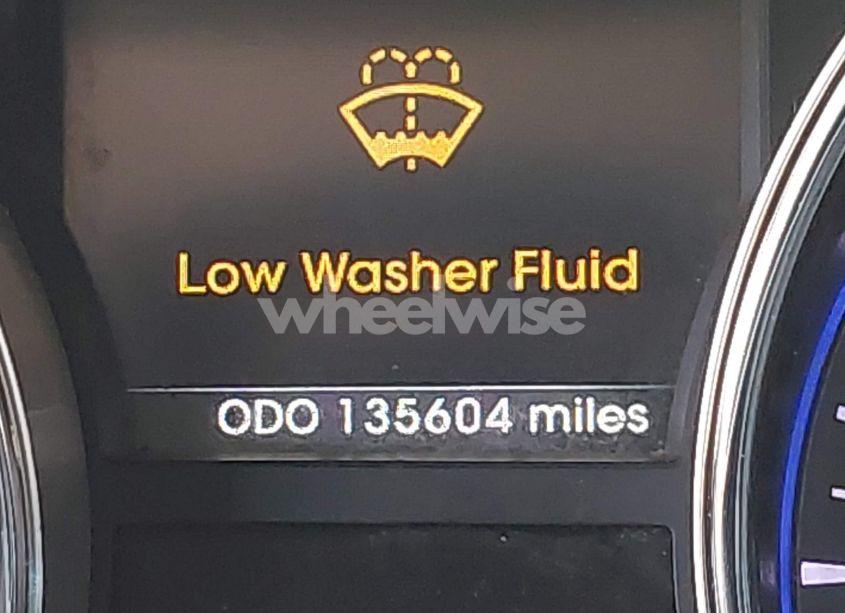 Low Washer Fluid
wheelwise
ODO 135604 miles